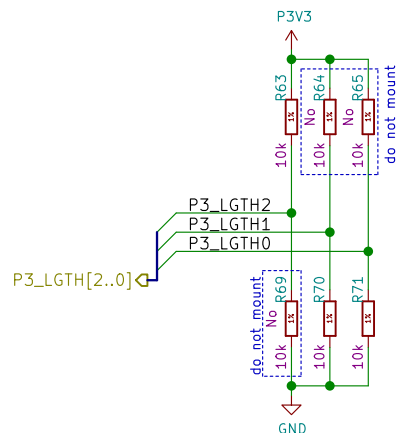 P3V3
R63
R64
R65
1%
1%
1%
No
No
10k
10k
10k
do not mount
P3_LGTH2
P3_LGTH1
P3_LGTH0
P3_LGTH[2..0]
R69
R70
R71
1%
1%
1%
No
10k
10k
10k
do not mount
GND